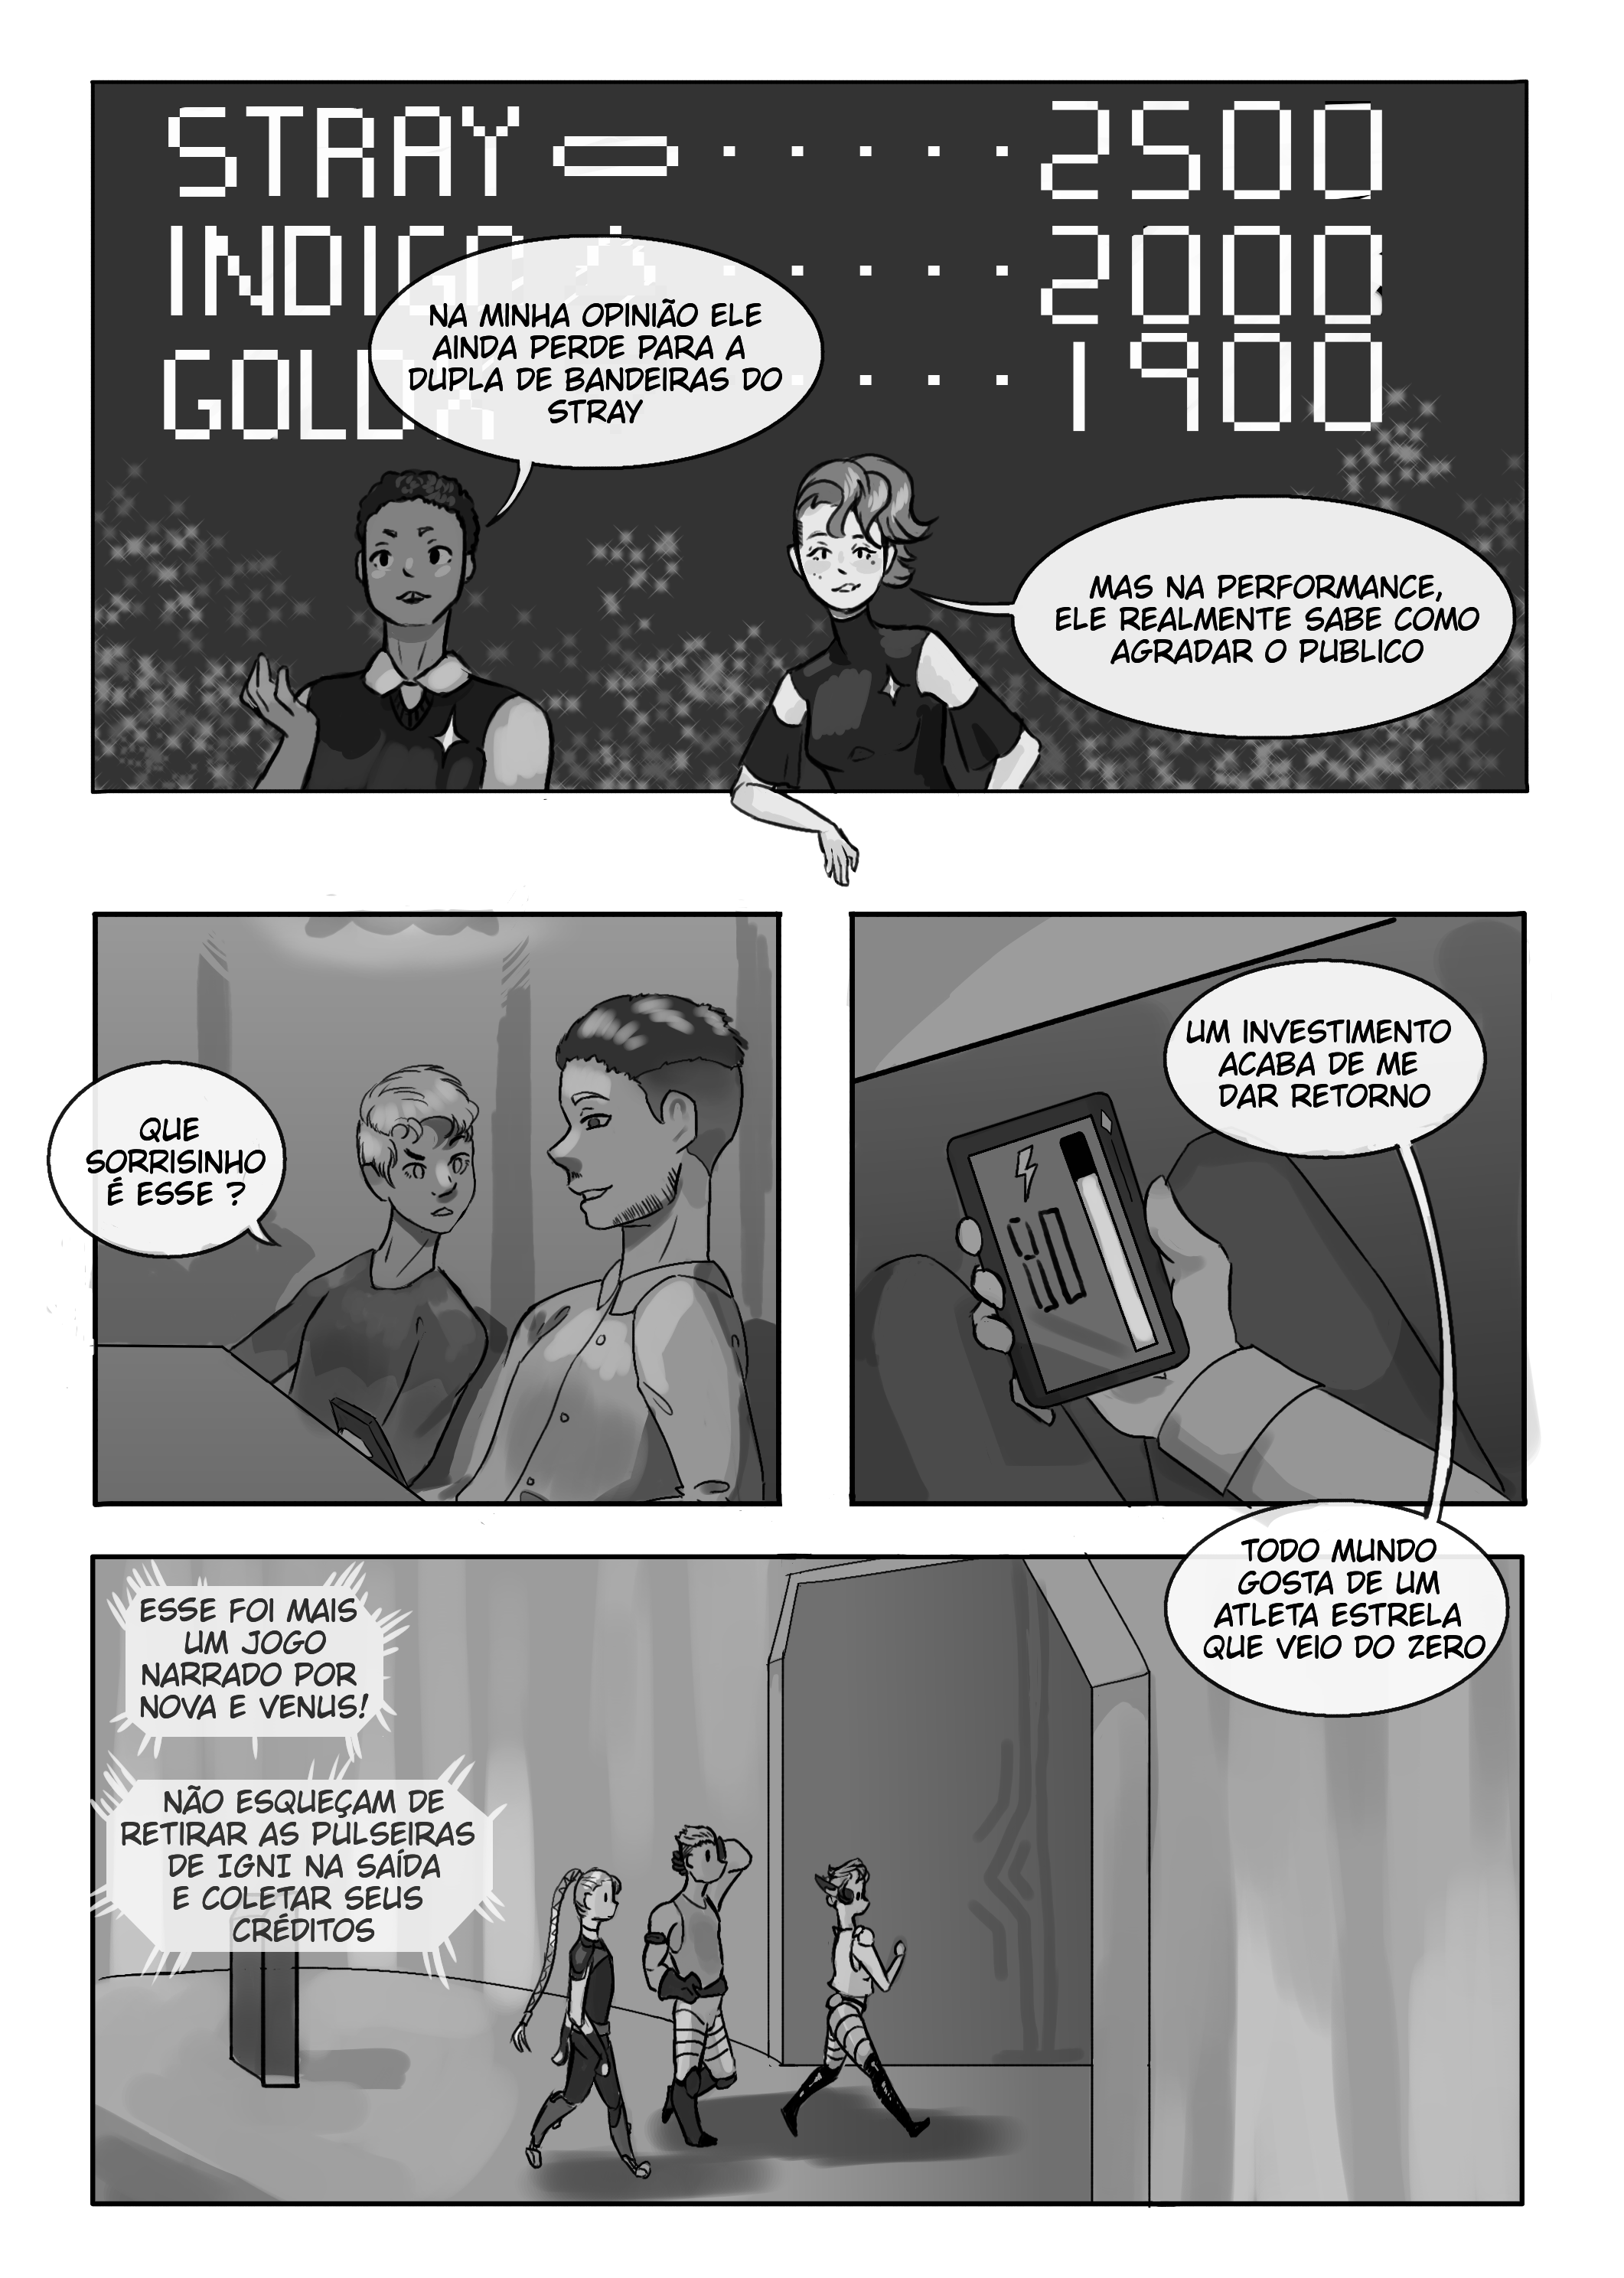 STRAY ..... 2500
INDIGO ..... 2000
GOLDX .... 1900
NA MINHA OPINIÃO ELE
AINDA PERDE PARA A
DUPLA DE BANDEIRAS DO
STRAY
MAS NA PERFORMANCE,
ELE REALMENTE SABE COMO
AGRADAR O PUBLICO
QUE
SORRISINHO
É ESSE ?
UM INVESTIMENTO
ACABA DE ME
DAR RETORNO
TODO MUNDO
GOSTA DE UM
ATLETA ESTRELA
QUE VEIO DO ZERO
ESSE FOI MAIS
UM JOGO
NARRADO POR
NOVA E VENUS!
NÃO ESQUEÇAM DE
RETIRAR AS PULSEIRAS
DE IGNI NA SAÍDA
E COLETAR SEUS
CRÉDITOS